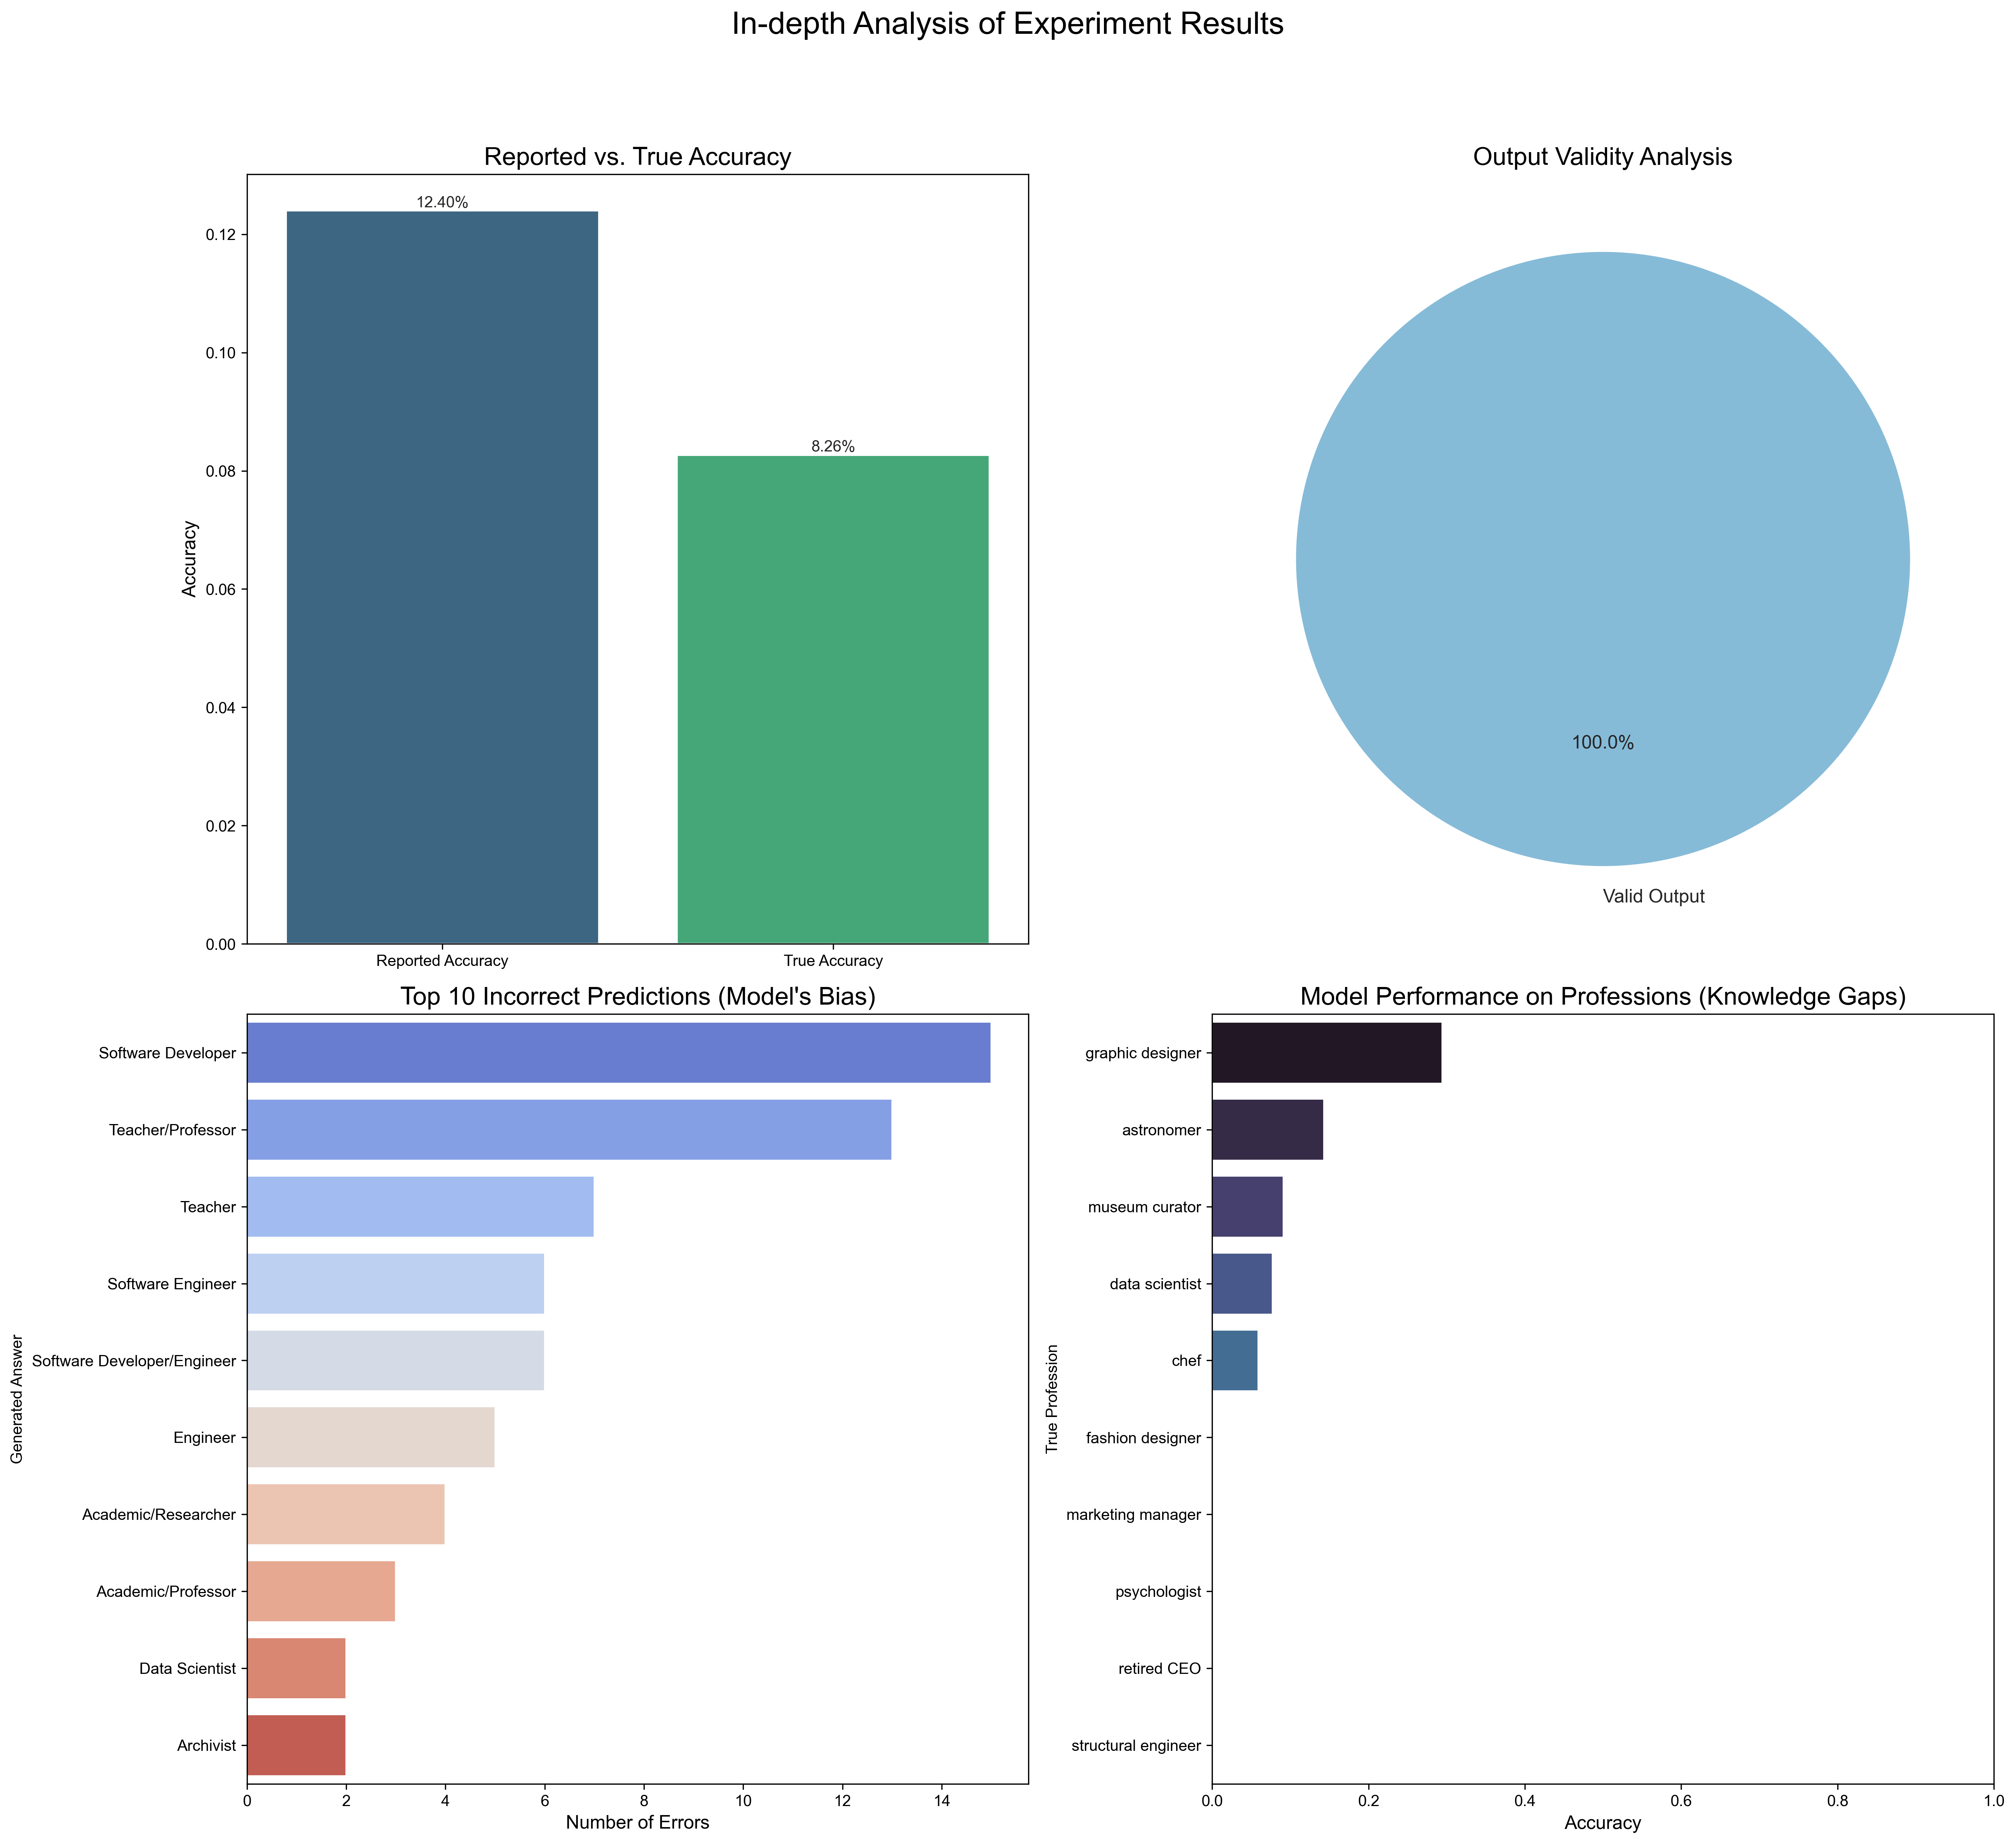 In-depth Analysis of Experiment Results
Reported vs. True Accuracy
12.40%
8.26%
0.12
0.10
0.08
0.06
0.04
0.02
0.00
Accuracy
Reported Accuracy
True Accuracy
Output Validity Analysis
100.0%
Valid Output
Top 10 Incorrect Predictions (Model's Bias)
Generated Answer
Software Developer
Teacher/Professor
Teacher
Software Engineer
Software Developer/Engineer
Engineer
Academic/Researcher
Academic/Professor
Data Scientist
Archivist
0 2 4 6 8 10 12 14
Number of Errors
Model Performance on Professions (Knowledge Gaps)
True Profession
graphic designer
astronomer
museum curator
data scientist
chef
fashion designer
marketing manager
psychologist
retired CEO
structural engineer
0.0 0.2 0.4 0.6 0.8 1.0
Accuracy